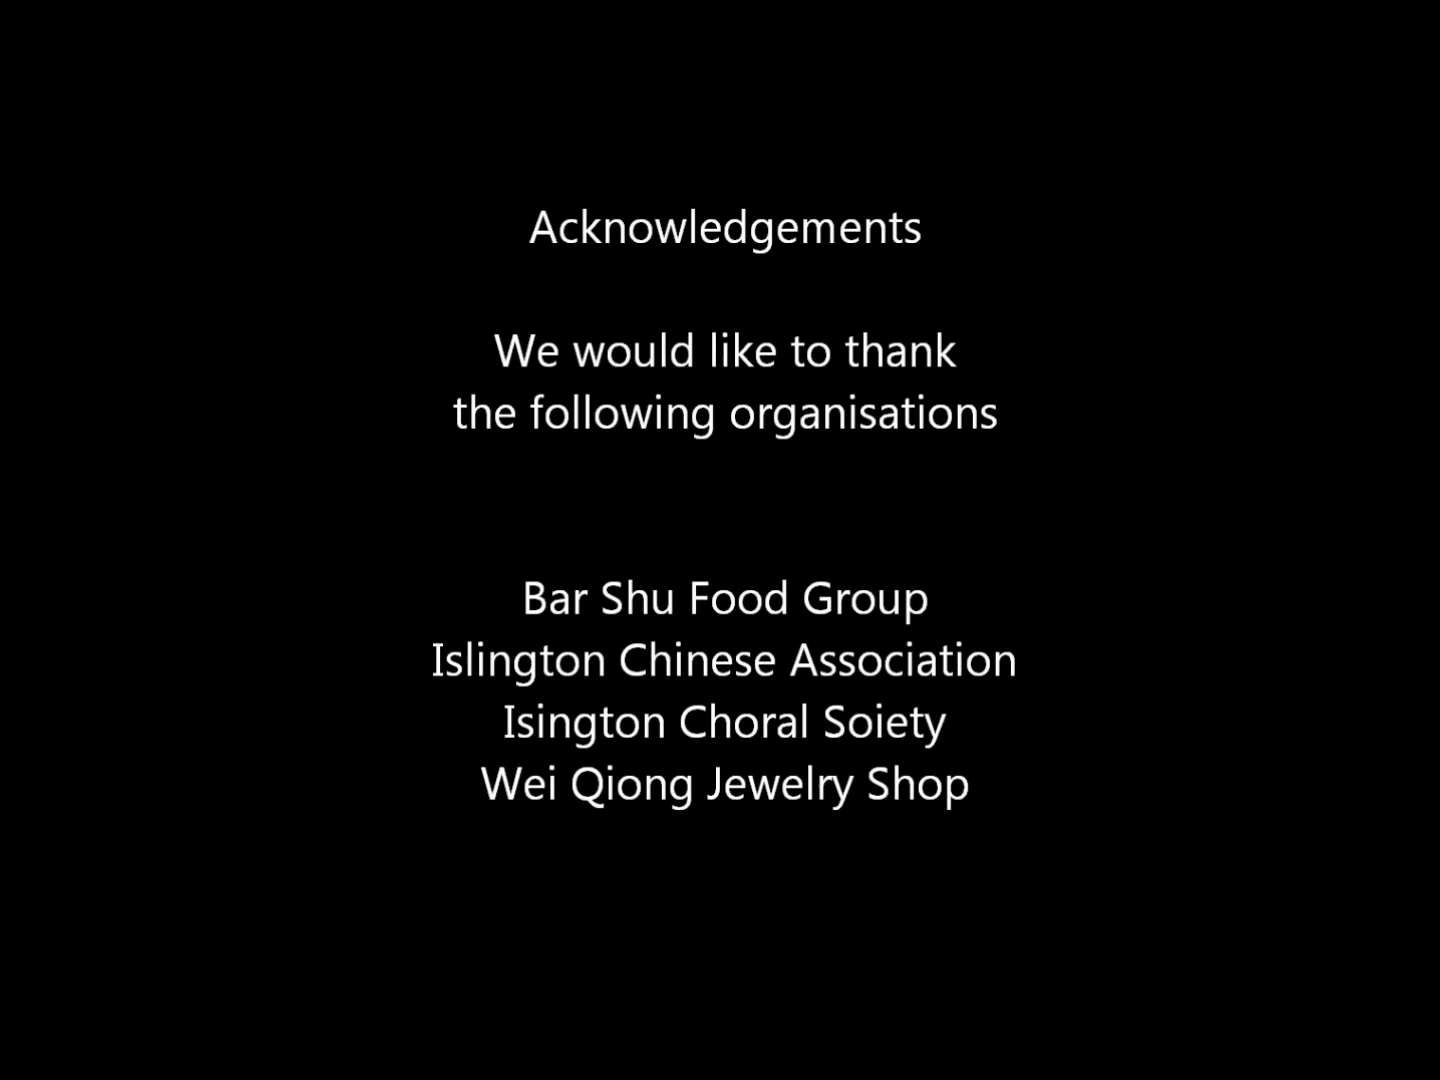 Acknowledgements
We would like to thank
the following organisations
Bar Shu Food Group
Islington Chinese Association
Isington Choral Soiety
Wei Qiong Jewelry Shop